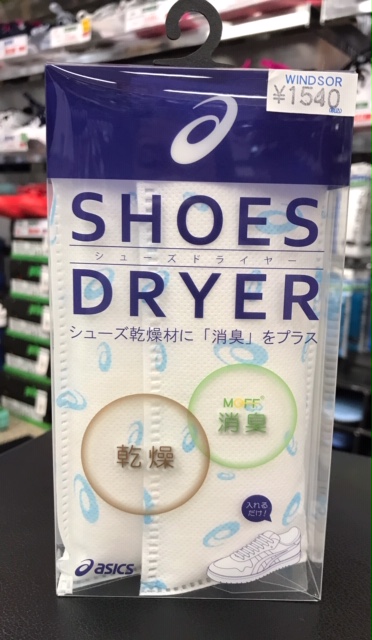 WINDSOR
¥1540
(税込)
SHOES
シューズドライヤー
DRYER
シューズ乾燥材に「消臭」をプラス
MOFF®
消臭
乾燥
入れる
だけ!
asics